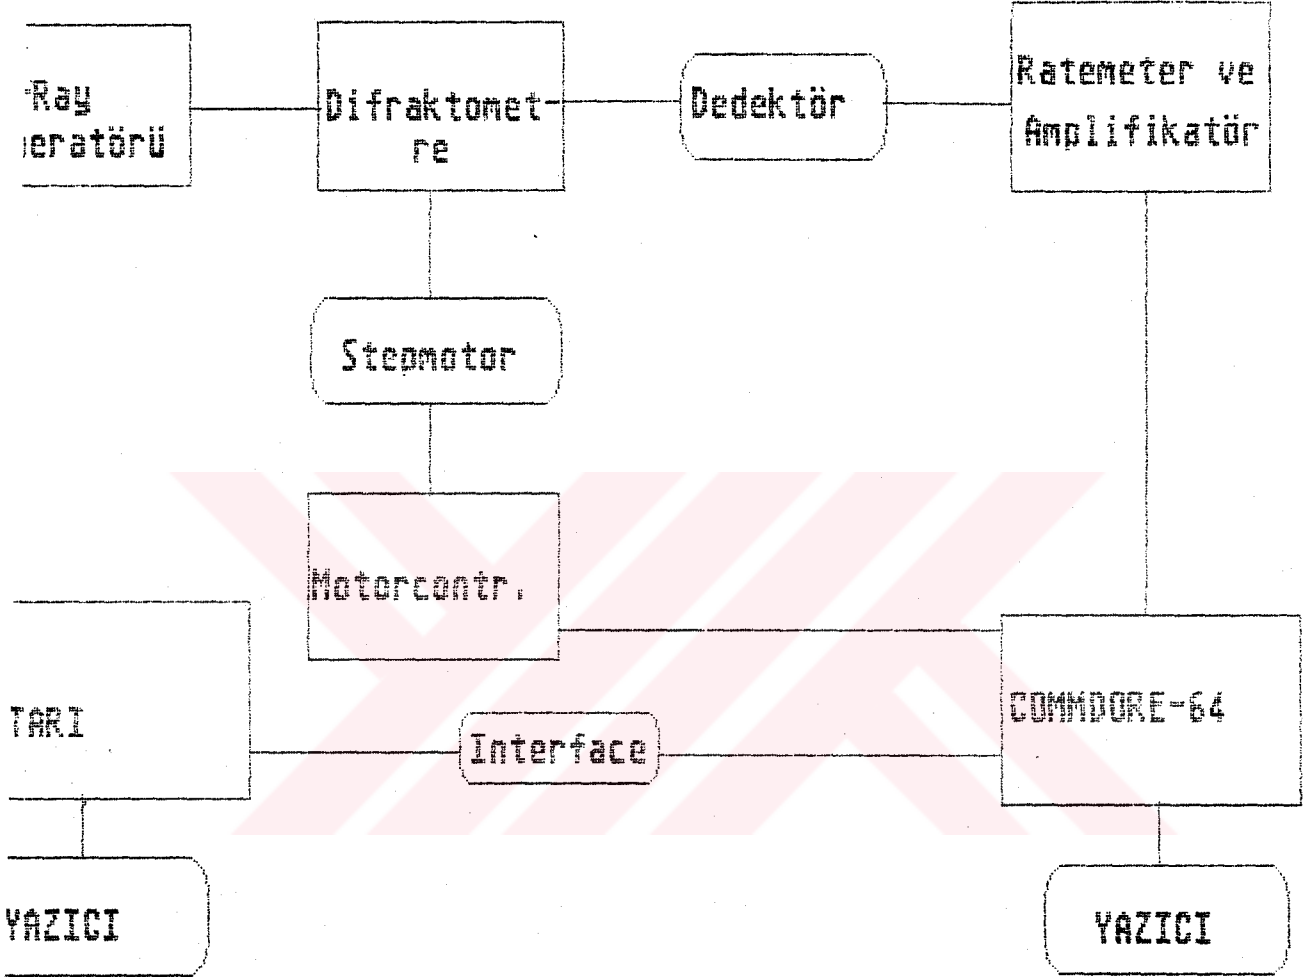 -Ray
eratörü
Difraktomet
re
Dedektör
Ratemeter ve
Amplifikatör
Stepmotor
Motorcontr.
TARI
Interface
COMMDORE-64
YAZICI
YAZICI